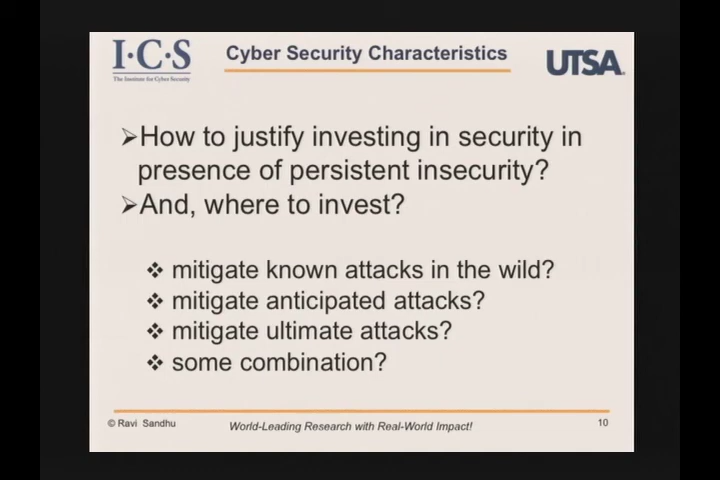 I·C·S
The Institute for Cyber Security
Cyber Security Characteristics
UTSA
➢How to justify investing in security in
presence of persistent insecurity?
➢And, where to invest?
❖ mitigate known attacks in the wild?
❖ mitigate anticipated attacks?
❖ mitigate ultimate attacks?
❖ some combination?
© Ravi Sandhu
World-Leading Research with Real-World Impact!
10